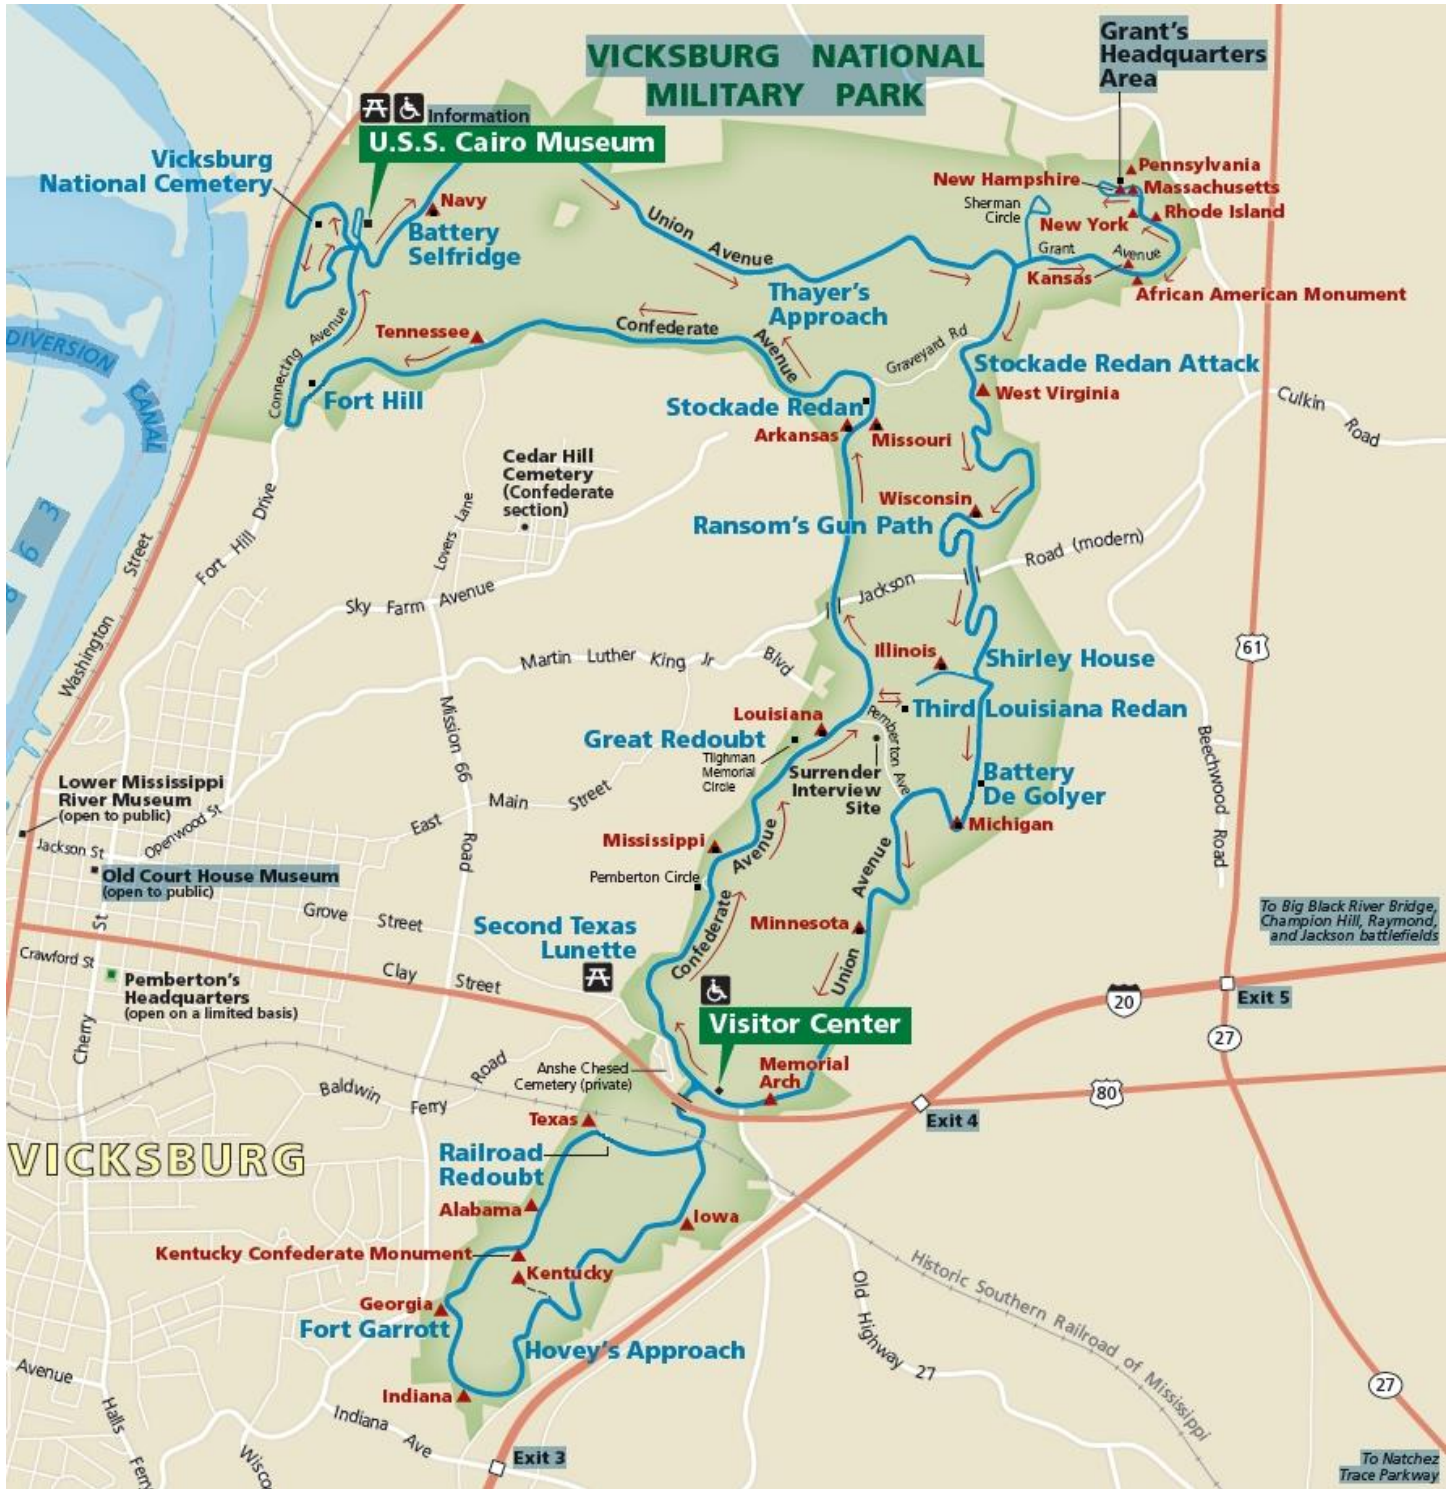 VICKSBURG NATIONAL
MILITARY PARK
Grant's
Headquarters
Area
Information
U.S.S. Cairo Museum
Vicksburg
National Cemetery
Navy
Battery
Selfridge
Union Avenue
Pennsylvania
New Hampshire
Massachusetts
Sherman
Circle
New York
Rhode Island
Grant Avenue
Kansas
African American Monument
Thayer's
Approach
Confederate Avenue
Tennessee
Connecting Avenue
Fort Hill
DIVERSION
CANAL
Graveyard Rd
Stockade Redan Attack
West Virginia
Culkin Road
Stockade Redan
Arkansas
Missouri
Cedar Hill
Cemetery
(Confederate
section)
Wisconsin
Ransom's Gun Path
Fort Hill Drive
Lovers Lane
Sky Farm Avenue
Washington Street
Jackson Road (modern)
61
Martin Luther King Jr Blvd
Illinois
Shirley House
Third Louisiana Redan
Louisiana
Great Redoubt
Tilghman
Memorial
Circle
Pemberton Ave
Surrender
Interview
Site
Battery
De Golyer
Michigan
Beechwood Road
Mission 66 Road
Lower Mississippi
River Museum
(open to public)
Openwood St
East Main Street
Jackson St
Old Court House Museum
(open to public)
Mississippi
Pemberton Circle
Confederate Avenue
Union Avenue
Minnesota
Grove Street
Second Texas
Lunette
Crawford St
Clay Street
Pemberton's
Headquarters
(open on a limited basis)
Cherry St
To Big Black River Bridge,
Champion Hill, Raymond,
and Jackson battlefields
20
Exit 5
27
Visitor Center
Anshe Chesed
Cemetery (private)
Memorial
Arch
80
Exit 4
Baldwin Ferry Road
Texas
VICKSBURG
Railroad
Redoubt
Alabama
Iowa
Kentucky Confederate Monument
Kentucky
Georgia
Fort Garrott
Hovey's Approach
Old Highway 27
Historic Southern Railroad of Mississippi
27
Indiana
Indiana Ave
Avenue
Halls Ferry
Wisco
Exit 3
To Natchez
Trace Parkway